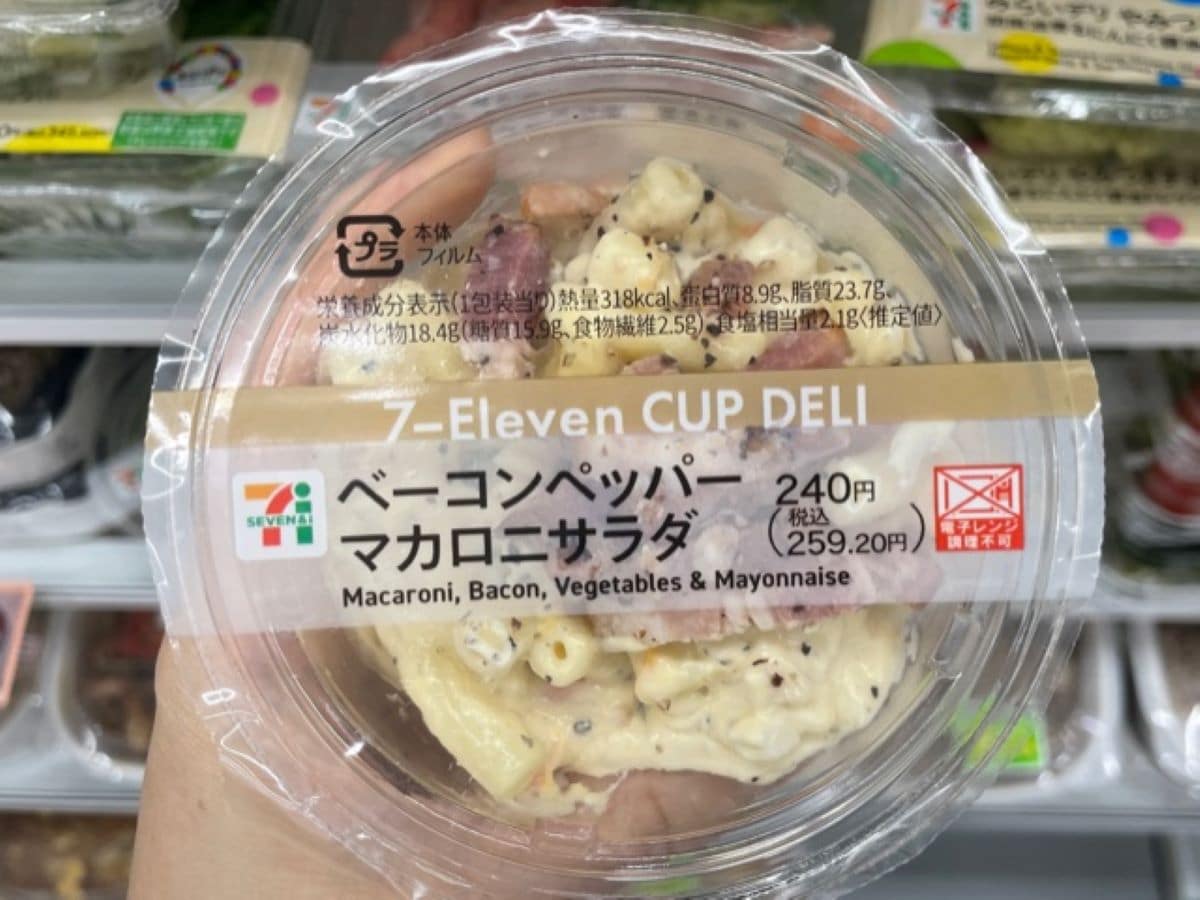 プラ
本体
フィルム
栄養成分表示(1包装当り)熱量318kcal、蛋白質8.9g、脂質23.7g、
炭水化物18.4g(糖質15.9g、食物繊維2.5g)、食塩相当量2.1g〈推定値〉
7-Eleven CUP DELI
SEVEN&i
ベーコンペッパー
マカロニサラダ
Macaroni, Bacon, Vegetables & Mayonnaise
240円
(税込
259.20円)
電子レンジ
調理不可